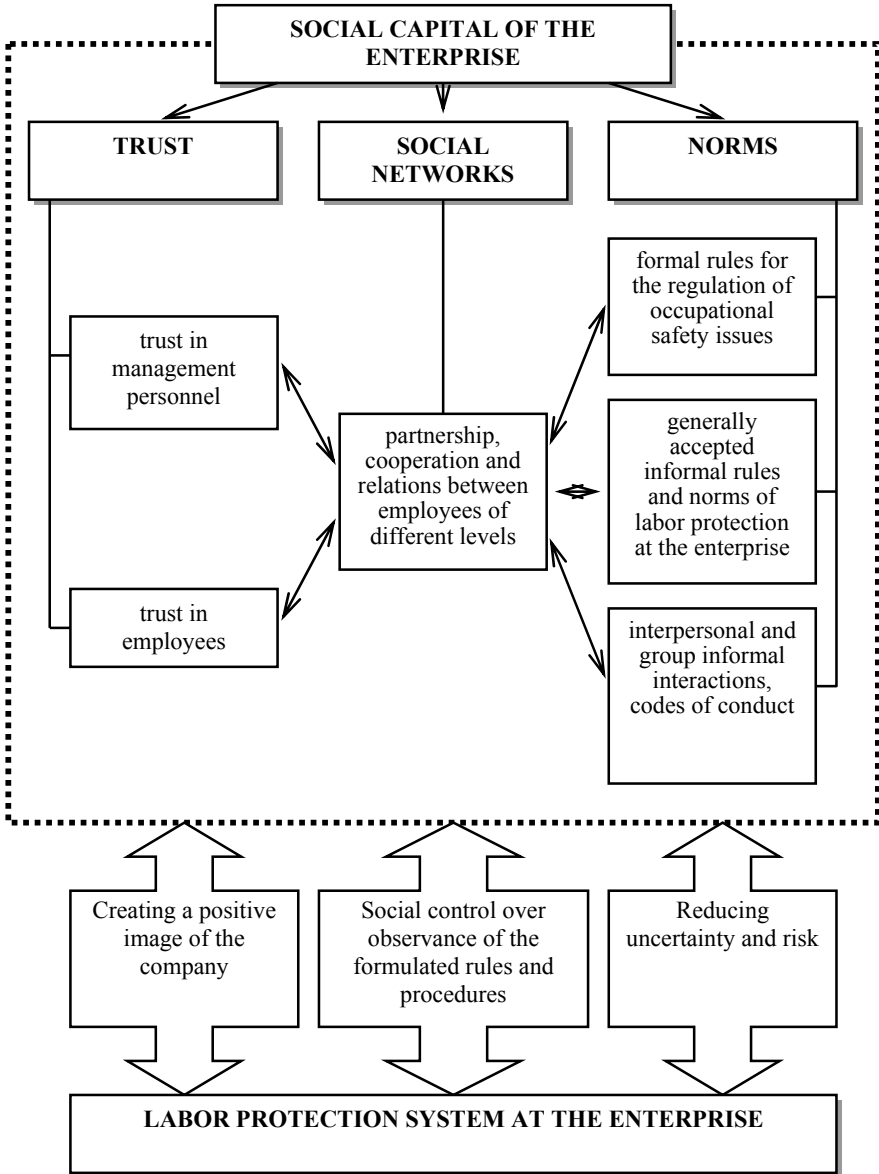 SOCIAL CAPITAL OF THE
ENTERPRISE
TRUST
SOCIAL
NETWORKS
NORMS
trust in
management
personnel
trust in
employees
partnership,
cooperation and
relations between
employees of
different levels
formal rules for
the regulation of
occupational
safety issues
generally
accepted
informal rules
and norms of
labor protection
at the enterprise
interpersonal and
group informal
interactions,
codes of conduct
Creating a positive
image of the
company
Social control over
observance of the
formulated rules and
procedures
Reducing
uncertainty and risk
LABOR PROTECTION SYSTEM AT THE ENTERPRISE